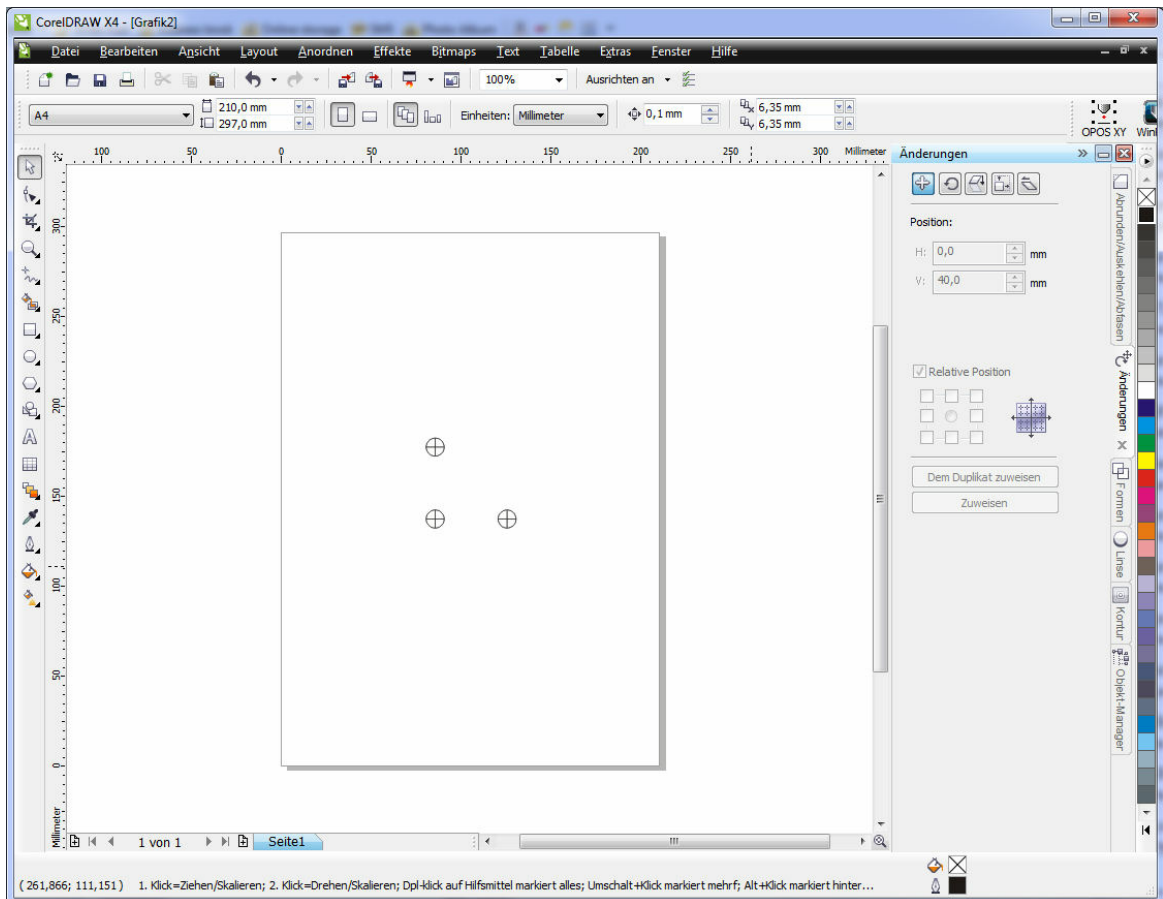 CorelDRAW X4 - [Grafik2]
Datei Bearbeiten Ansicht Layout Anordnen Effekte Bitmaps Text Tabelle Extras Fenster Hilfe
100% Ausrichten an
A4 210,0 mm 297,0 mm Einheiten: Millimeter 0,1 mm 6,35 mm 6,35 mm
OPOS XY
100 50 0 50 100 150 200 250 300 Millimeter
Änderungen
Position:
H: 0,0 mm
V: 40,0 mm
Relative Position
Dem Duplikat zuweisen
Zuweisen
Abrunden/Auskehlen/Abfasen
Änderungen
Formen
Linse
Kontur
Objekt-Manager
300
250
200
150
100
50
0
Millimeter
1 von 1 Seite1
( 261,866; 111,151 ) 1. Klick=Ziehen/Skalieren; 2. Klick=Drehen/Skalieren; Dpl-klick auf Hilfsmittel markiert alles; Umschalt+Klick markiert mehrf; Alt+Klick markiert hinter...